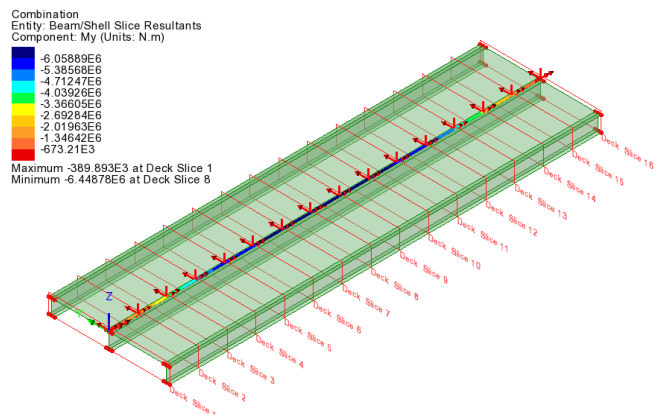 Combination
Entity: Beam/Shell Slice Resultants
Component: My (Units: N.m)
-6.05889E6
-5.38568E6
-4.71247E6
-4.03926E6
-3.36605E6
-2.69284E6
-2.01963E6
-1.34642E6
-673.21E3
Maximum -389.893E3 at Deck Slice 1
Minimum -6.44878E6 at Deck Slice 8
Deck Slice 16
Deck Slice 15
Deck Slice 14
Deck Slice 13
Deck Slice 12
Deck Slice 11
Deck Slice 10
Deck Slice 9
Deck Slice 8
Deck Slice 7
Deck Slice 6
Deck Slice 5
Deck Slice 4
Deck Slice 3
Deck Slice 2
Deck Slice 1
Z